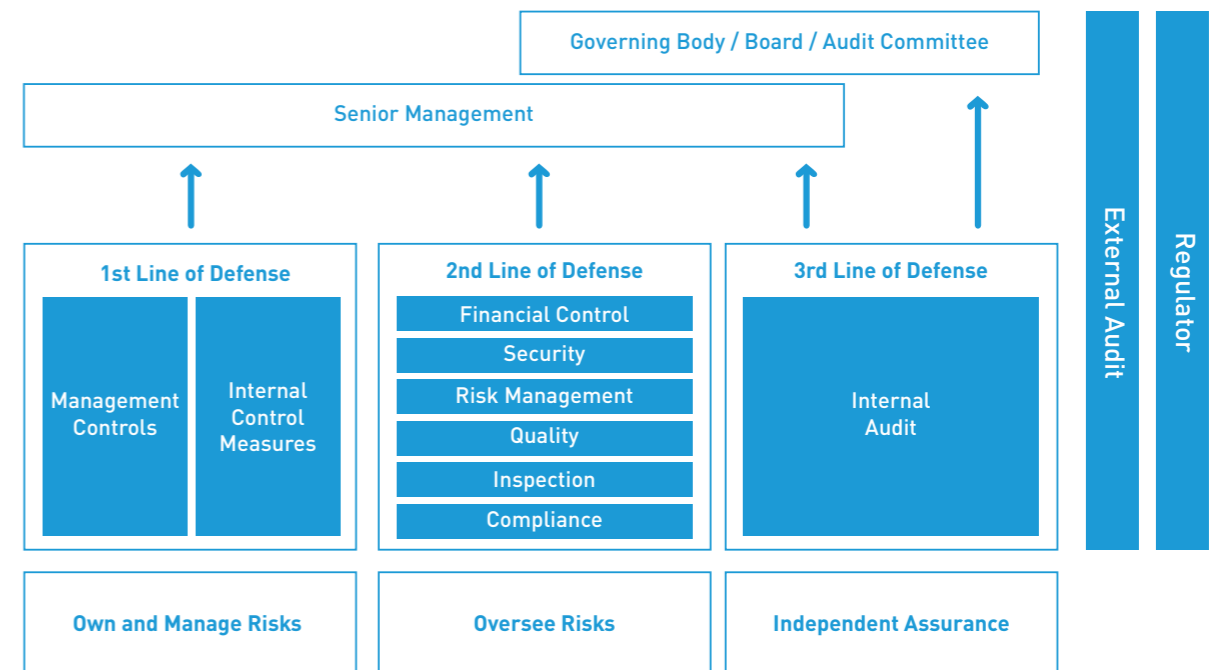 Governing Body / Board / Audit Committee
Senior Management
1st Line of Defense
Management
Controls
Internal
Control
Measures
2nd Line of Defense
Financial Control
Security
Risk Management
Quality
Inspection
Compliance
3rd Line of Defense
Internal
Audit
External Audit
Regulator
Own and Manage Risks
Oversee Risks
Independent Assurance